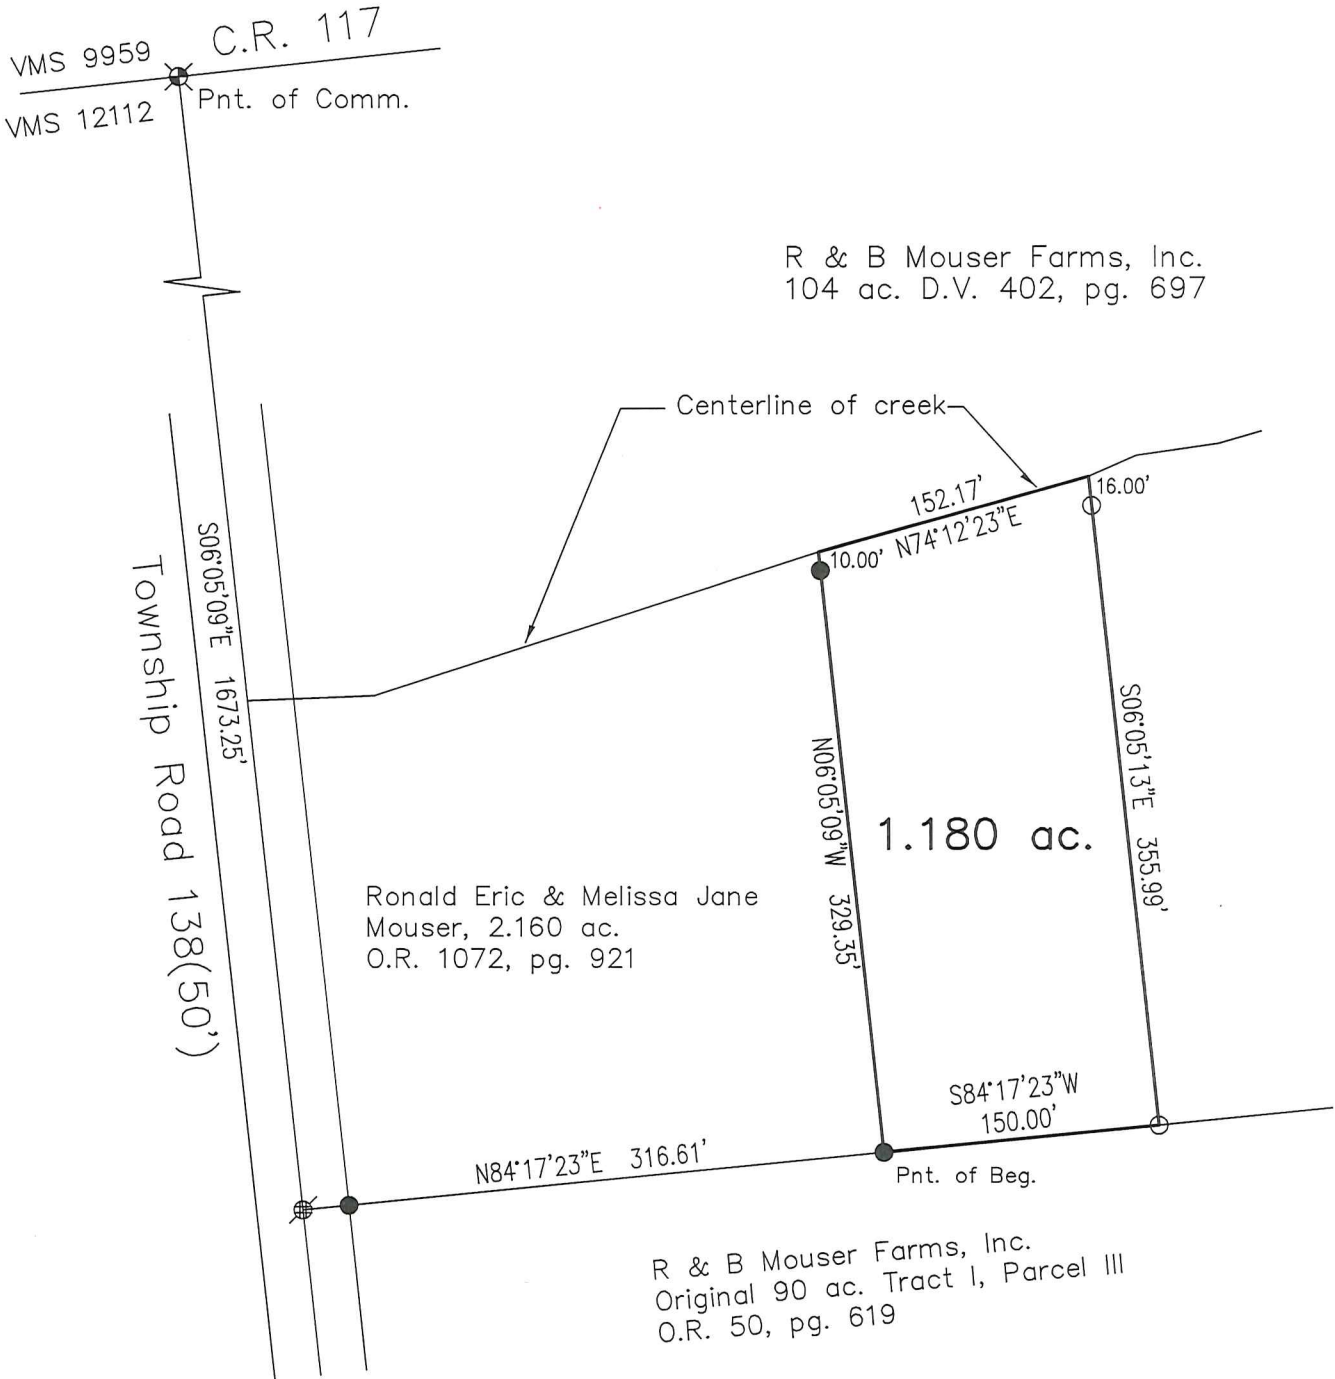 VMS 9959
C.R. 117
VMS 12112
Pnt. of Comm.
R & B Mouser Farms, Inc.
104 ac. D.V. 402, pg. 697
Centerline of creek
152.17'
N74°12'23"E
16.00'
10.00'
S06°05'09"E 1673.25'
Township Road 138(50')
N06°05'09"W 329.35'
S06°05'13"E 355.99'
1.180 ac.
Ronald Eric & Melissa Jane
Mouser, 2.160 ac.
O.R. 1072, pg. 921
S84°17'23"W
150.00'
N84°17'23"E 316.61'
Pnt. of Beg.
R & B Mouser Farms, Inc.
Original 90 ac. Tract I, Parcel III
O.R. 50, pg. 619